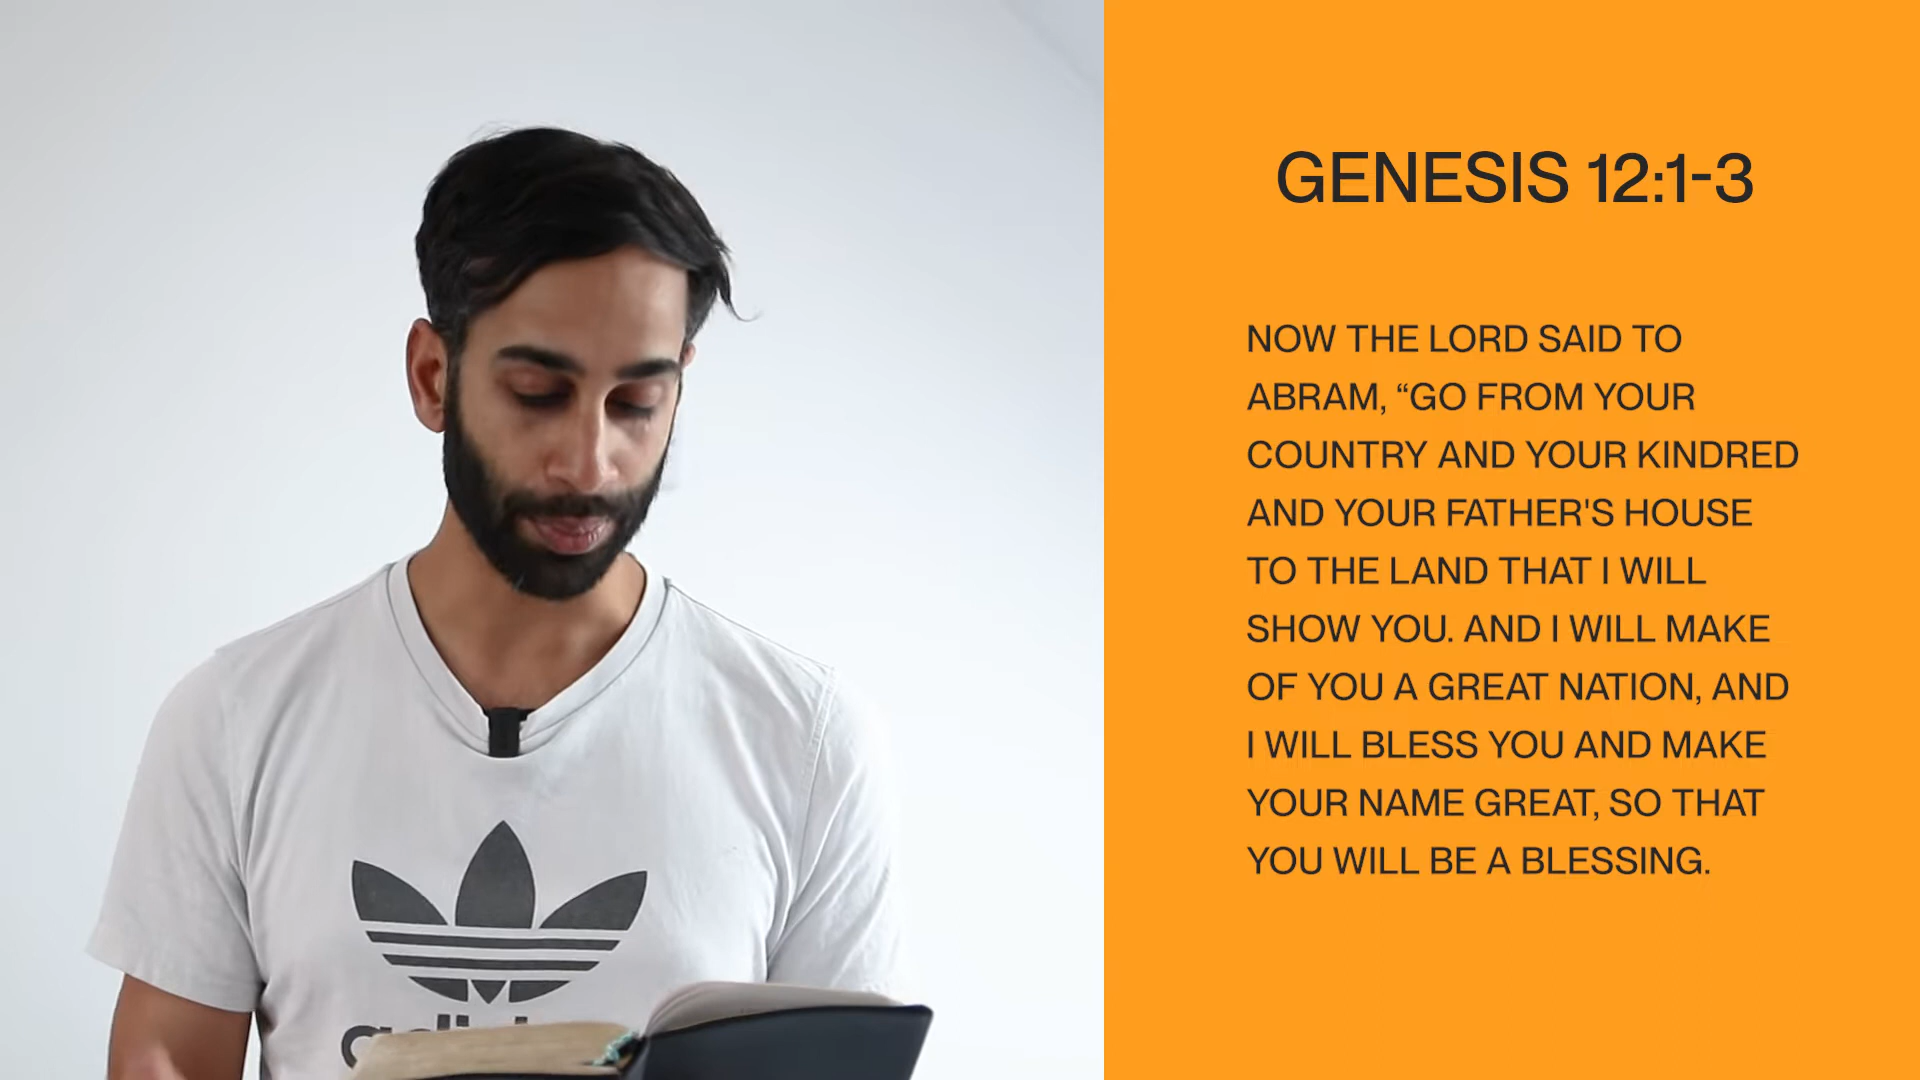 GENESIS 12:1-3
NOW THE LORD SAID TO
ABRAM, “GO FROM YOUR
COUNTRY AND YOUR KINDRED
AND YOUR FATHER'S HOUSE
TO THE LAND THAT I WILL
SHOW YOU. AND I WILL MAKE
OF YOU A GREAT NATION, AND
I WILL BLESS YOU AND MAKE
YOUR NAME GREAT, SO THAT
YOU WILL BE A BLESSING.